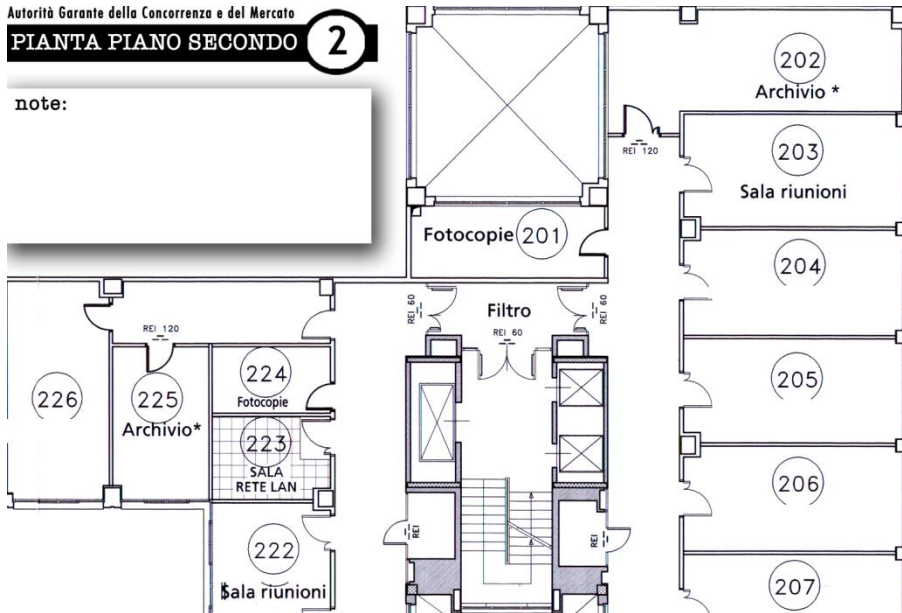 Autorità Garante della Concorrenza e del Mercato
PIANTA PIANO SECONDO 2
note:
202
Archivio *
REI 120
203
Sala riunioni
Fotocopie 201
204
REI 60
Filtro
REI 60
REI 60
REI 120
224
Fotocopie
226
225
Archivio*
205
223
SALA
RETE LAN
206
REI
REI
222
Sala riunioni
207